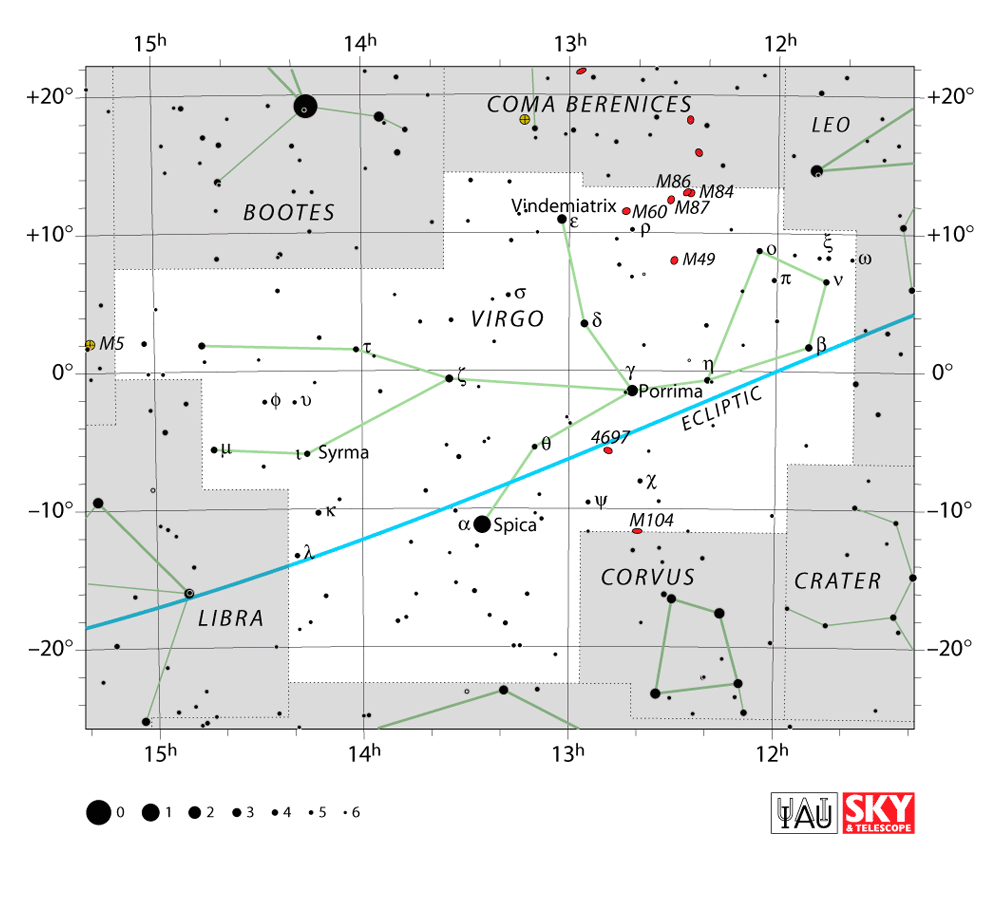 15h 14h 13h 12h
+20° COMA BERENICES +20°
LEO
M86 M84
Vindemiatrix M60 M87
BOOTES ε ρ
+10° ξ +10°
ο ω
M49
π ν
σ
VIRGO δ
M5 τ η β
0° ζ γ 0°
Porrima
ϕ υ ECLIPTIC
μ ι Syrma θ 4697
χ
ψ
−10° κ −10°
α Spica M104
λ
CORVUS CRATER
LIBRA
−20° −20°
15h 14h 13h 12h
0 1 2 3 4 5 6
IAU SKY
& TELESCOPE